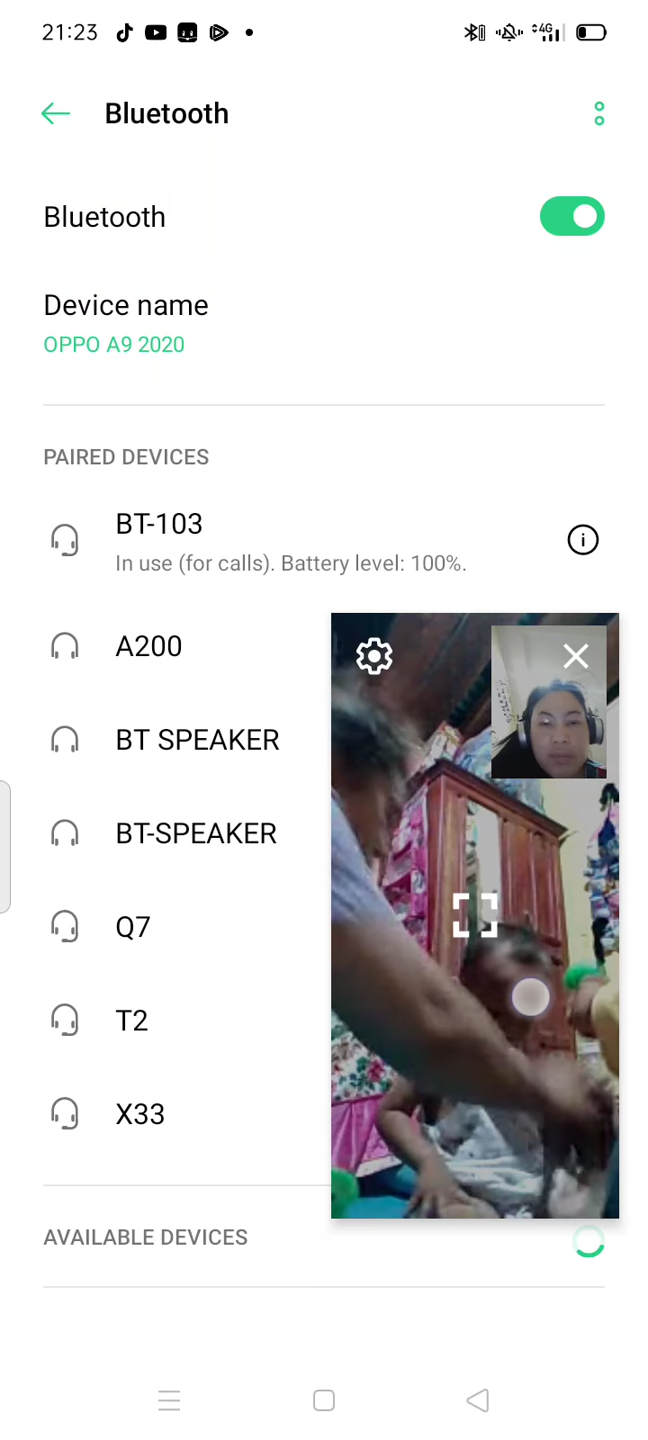 21:23
4G
Bluetooth
Bluetooth
Device name
OPPO A9 2020
PAIRED DEVICES
BT-103
In use (for calls). Battery level: 100%.
A200
BT SPEAKER
BT-SPEAKER
Q7
T2
X33
AVAILABLE DEVICES